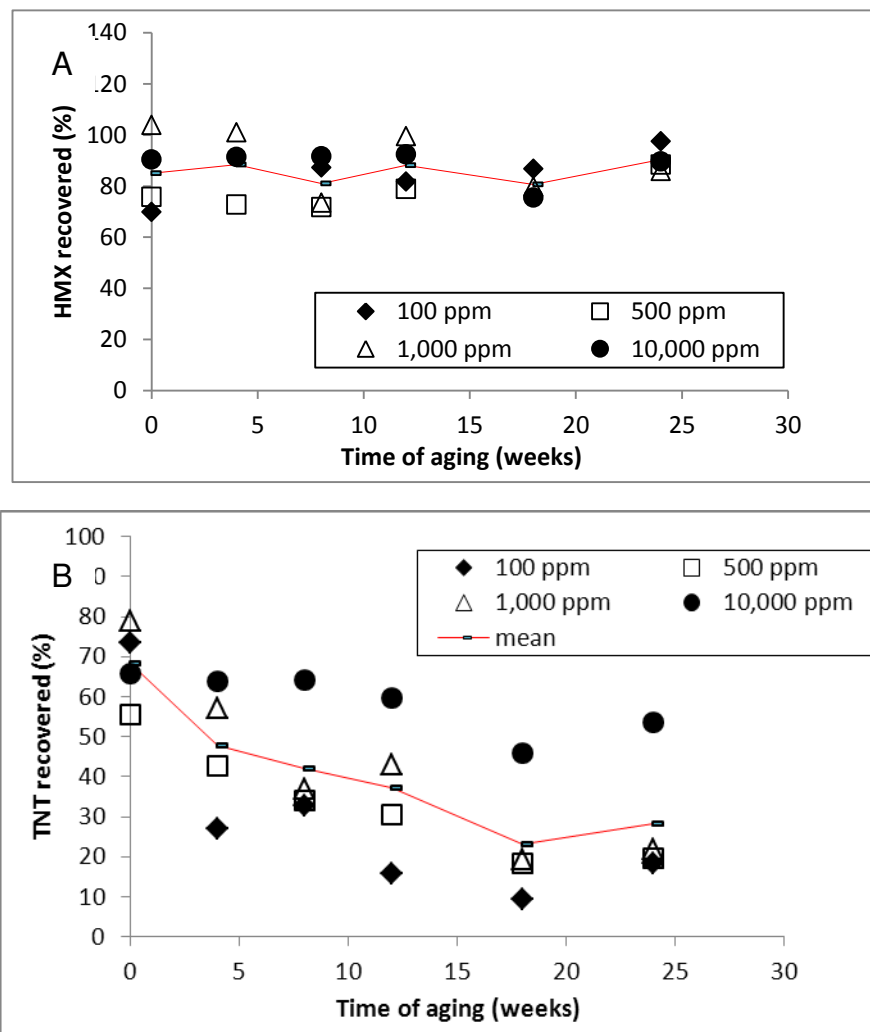 140
A
.20
HMX recovered (%)
100
80
60
40
20
0
100 ppm 500 ppm
1,000 ppm 10,000 ppm
0 5 10 15 20 25 30
Time of aging (weeks)
100
B
0
TNT recovered (%)
80
70
60
50
40
30
20
10
0
100 ppm 500 ppm
1,000 ppm 10,000 ppm
mean
0 5 10 15 20 25 30
Time of aging (weeks)